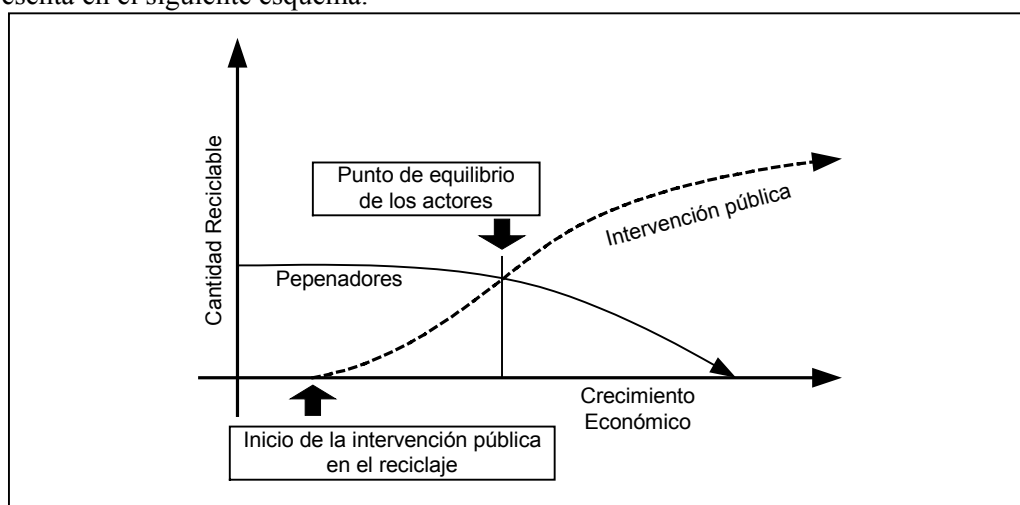 en el siguiente esquema.
Cantidad Reciclable
Punto de equilibrio
de los actores
Intervención pública
Pepenadores
Crecimiento
Económico
Inicio de la intervención pública
en el reciclaje